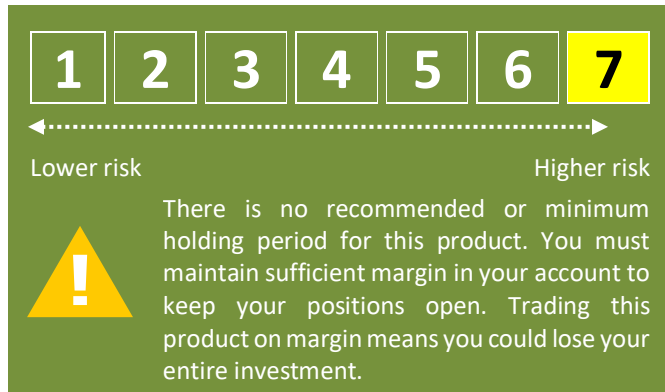 1 2 3 4 5 6 7
Lower risk Higher risk
There is no recommended or minimum
holding period for this product. You must
maintain sufficient margin in your account to
keep your positions open. Trading this
product on margin means you could lose your
entire investment.
!